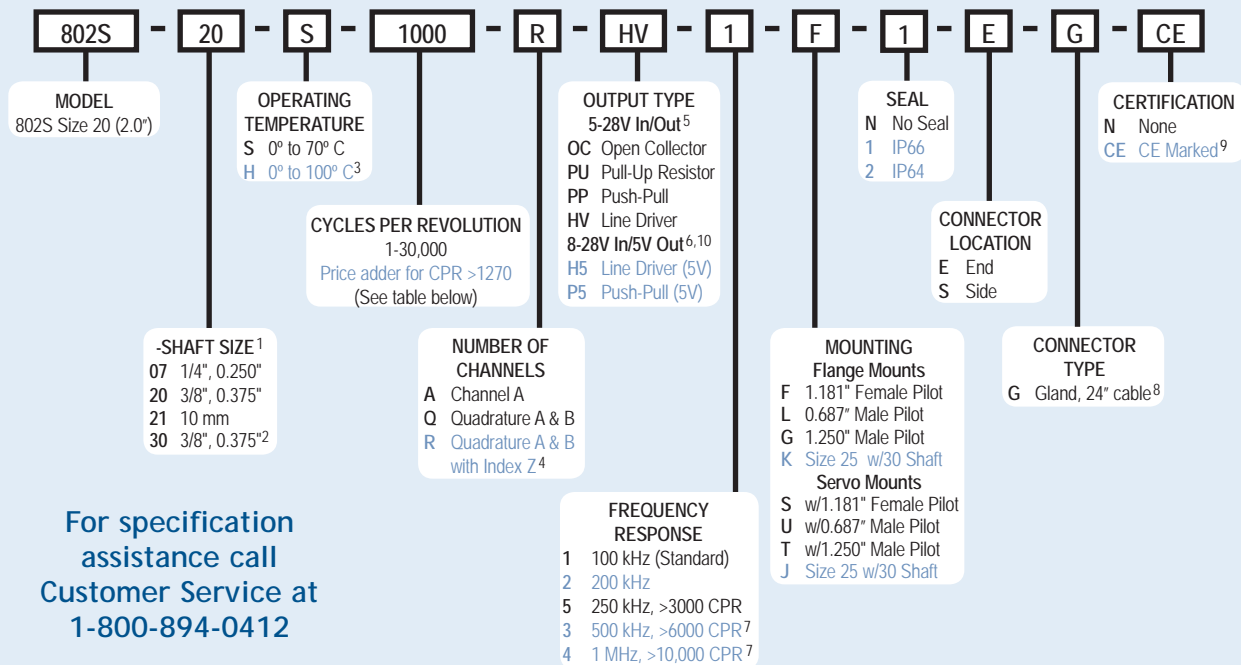 802S - 20 - S - 1000 - R - HV - 1 - F - 1 - E - G - CE
MODEL
802S Size 20 (2.0")
OPERATING
TEMPERATURE
S 0º to 70º C
H 0º to 100º C3
OUTPUT TYPE
5-28V In/Out5
OC Open Collector
PU Pull-Up Resistor
PP Push-Pull
HV Line Driver
8-28V In/5V Out6,10
H5 Line Driver (5V)
P5 Push-Pull (5V)
SEAL
N No Seal
1 IP66
2 IP64
CERTIFICATION
N None
CE CE Marked9
CYCLES PER REVOLUTION
1-30,000
Price adder for CPR >1270
(See table below)
CONNECTOR
LOCATION
E End
S Side
-SHAFT SIZE1
07 1/4", 0.250"
20 3/8", 0.375"
21 10 mm
30 3/8", 0.375"2
NUMBER OF
CHANNELS
A Channel A
Q Quadrature A & B
R Quadrature A & B
with Index Z4
MOUNTING
Flange Mounts
F 1.181" Female Pilot
L 0.687" Male Pilot
G 1.250" Male Pilot
K Size 25 w/30 Shaft
Servo Mounts
S w/1.181" Female Pilot
U w/0.687" Male Pilot
T w/1.250" Male Pilot
J Size 25 w/30 Shaft
CONNECTOR
TYPE
G Gland, 24" cable8
FREQUENCY
RESPONSE
1 100 kHz (Standard)
2 200 kHz
5 250 kHz, >3000 CPR
3 500 kHz, >6000 CPR7
4 1 MHz, >10,000 CPR7
For specification
assistance call
Customer Service at
1-800-894-0412